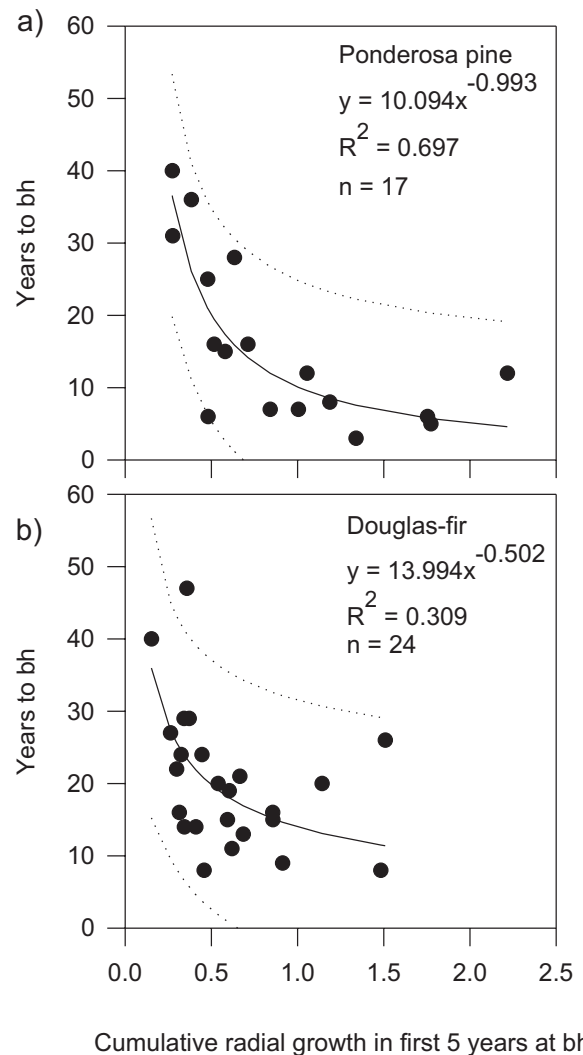 a)
Ponderosa pine
y = 10.094x^-0.993
R^2 = 0.697
n = 17
Years to bh
60
50
40
30
20
10
0
b)
Douglas-fir
y = 13.994x^-0.502
R^2 = 0.309
n = 24
Years to bh
60
50
40
30
20
10
0
0.0 0.5 1.0 1.5 2.0 2.5
Cumulative radial growth in first 5 years at bh